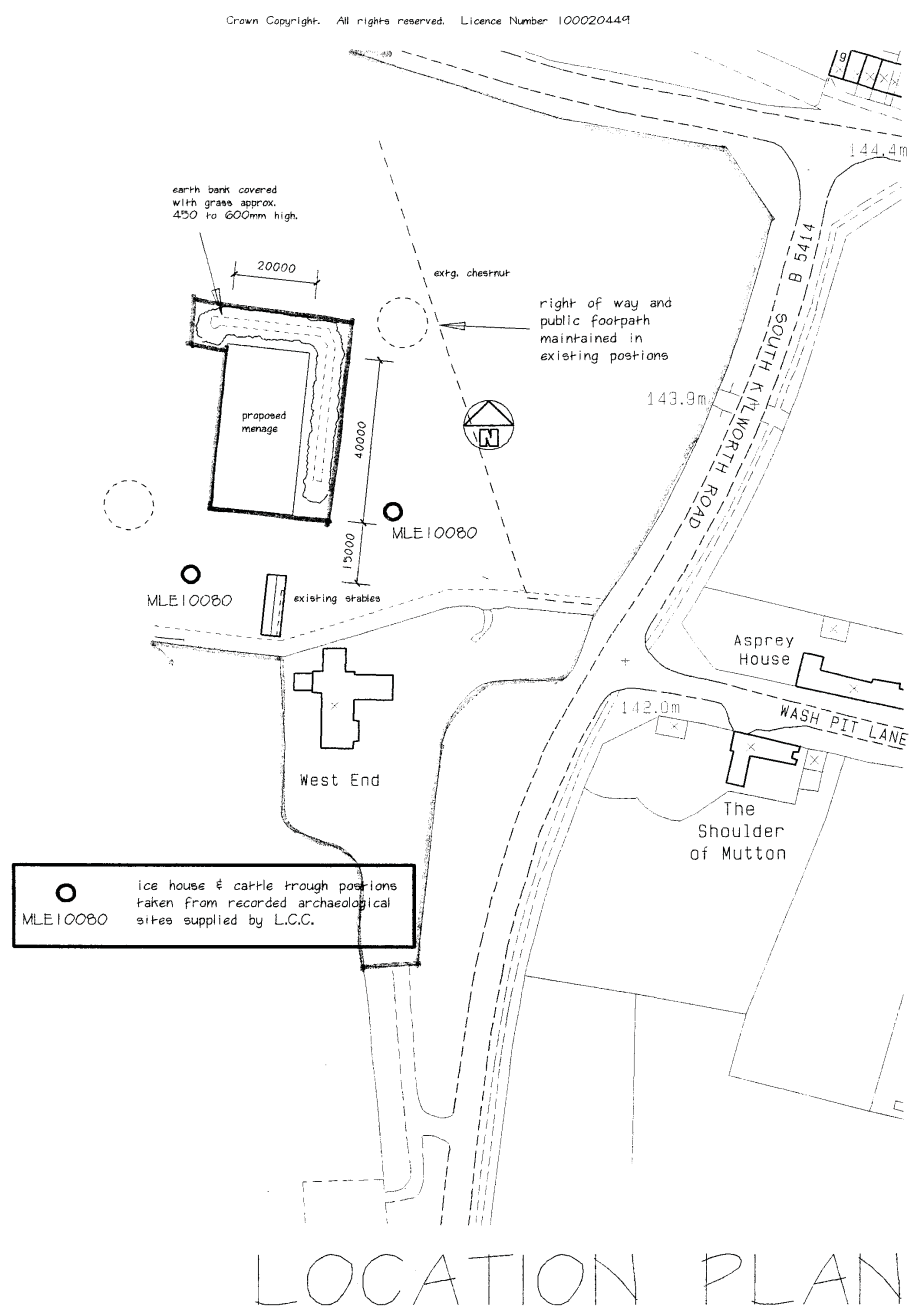 Crown Copyright. All rights reserved. Licence Number 100020449
9
144.4m
earth bank covered
with grass approx.
450 to 600mm high.
B 5414
20000
extg. chestnut
right of way and
public footpath
maintained in
existing postions
SOUTH KILWORTH ROAD
143.9m
proposed
menage
40000
N
MLE10080
15000
MLE10080
existing stables
Asprey
House
142.0m
WASH PIT LANE
West End
The
Shoulder
of Mutton
ice house & cattle trough postions
taken from recorded archaeological
sites supplied by L.C.C.
MLE10080
LOCATION PLAN